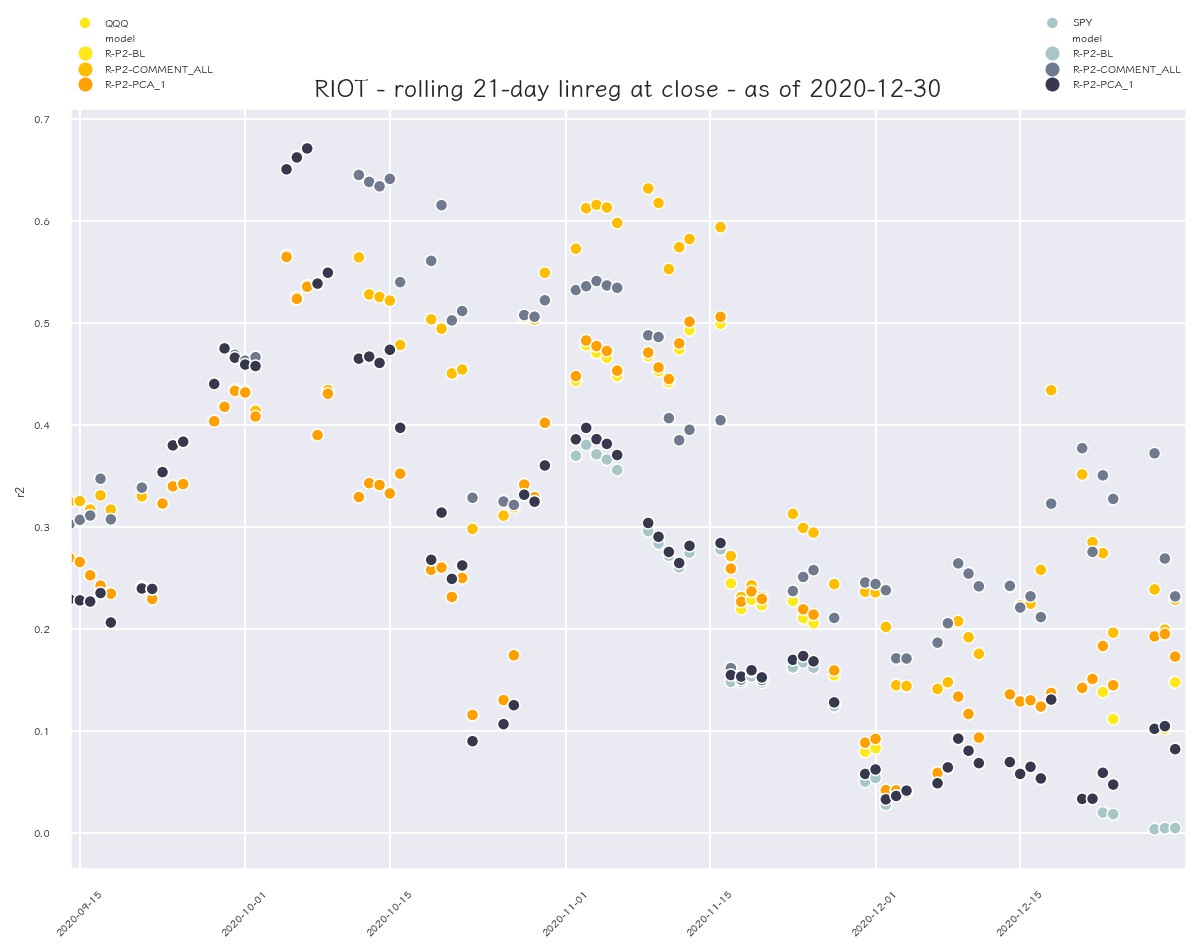 QQQ
model
R-P2-BL
R-P2-COMMENT_ALL
R-P2-PCA_1
SPY
model
R-P2-BL
R-P2-COMMENT_ALL
R-P2-PCA_1
RIOT - rolling 21-day linreg at close - as of 2020-12-30
0.7
0.6
0.5
0.4
0.3
0.2
0.1
0.0
r2
2020-09-15
2020-10-01
2020-10-15
2020-11-01
2020-11-15
2020-12-01
2020-12-15